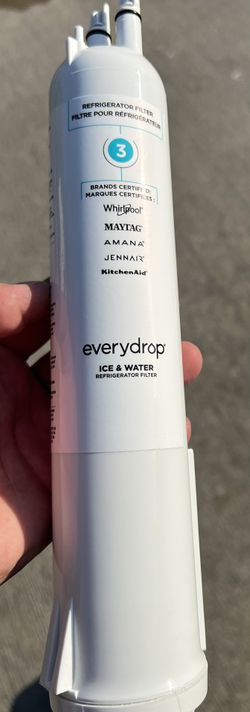 REFRIGERATOR FILTER
FILTRE POUR RÉFRIGÉRATEUR
3
BRANDS CERTIFIED:
MARQUES CERTIFIÉES :
Whirlpool®
MAYTAG®
AMANA®
JENNAIR®
KitchenAid®
everydrop®
ICE & WATER
REFRIGERATOR FILTER